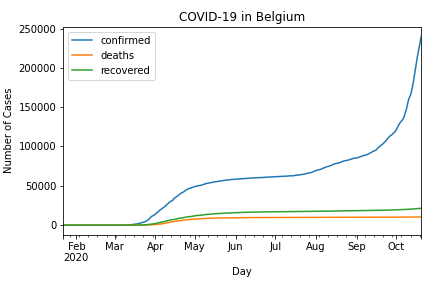 COVID-19 in Belgium
250000
200000
150000
100000
50000
0
Number of Cases
confirmed
deaths
recovered
Feb Mar Apr May Jun Jul Aug Sep Oct
2020
Day